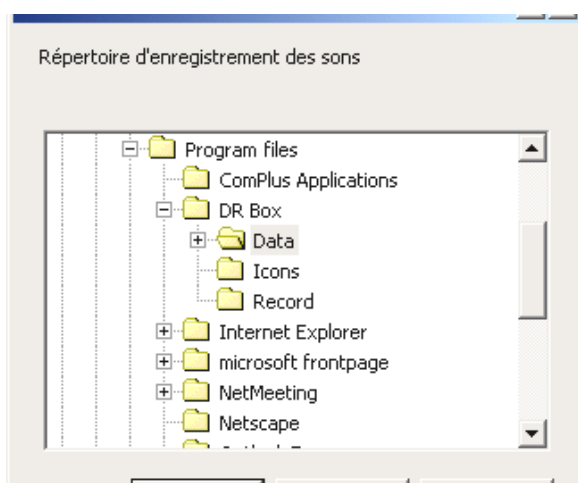 Répertoire d'enregistrement des sons
Program files
ComPlus Applications
DR Box
Data
Icons
Record
Internet Explorer
microsoft frontpage
NetMeeting
Netscape